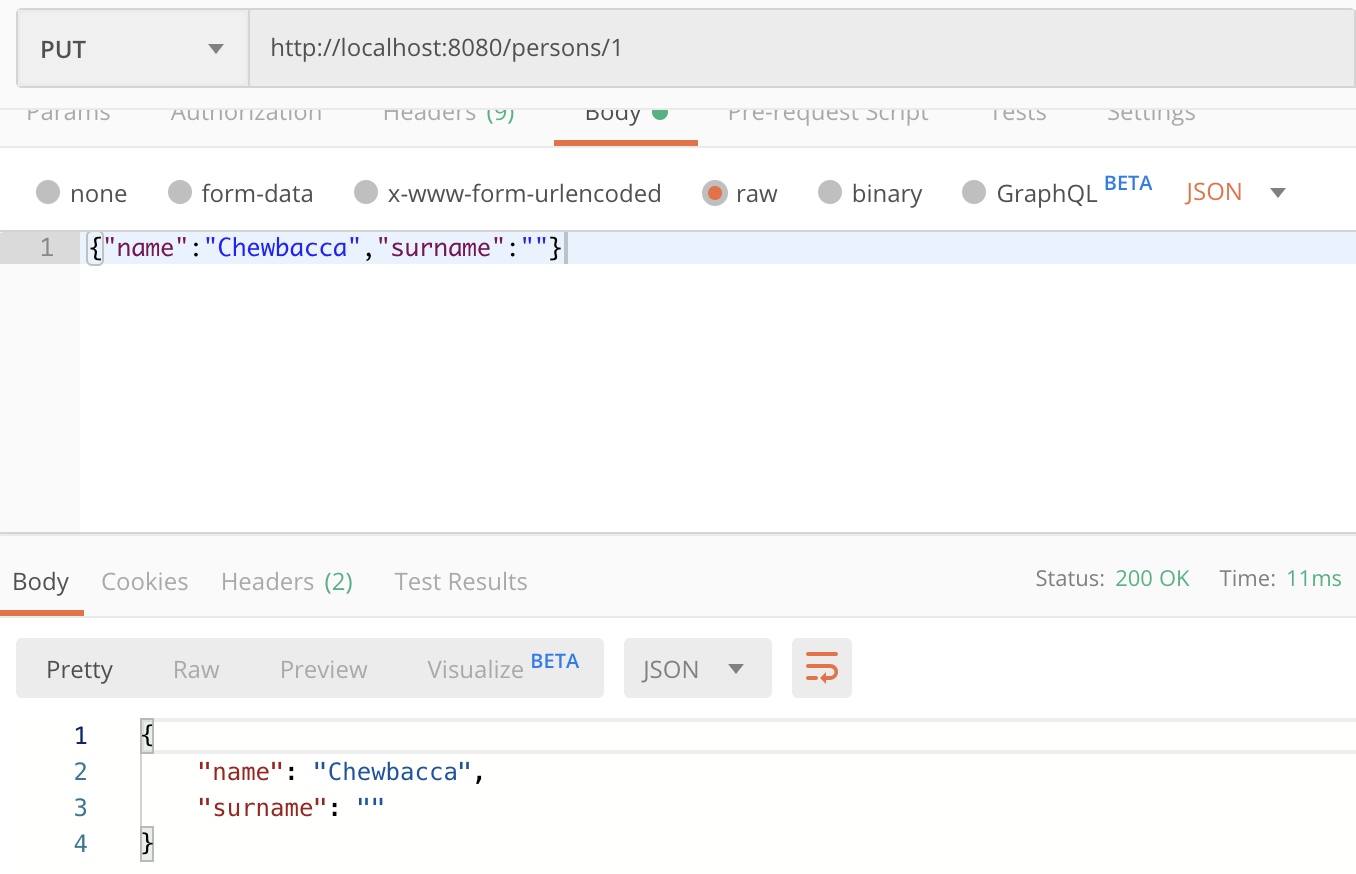 PUT http://localhost:8080/persons/1
Params Authorization Headers (9) Body Pre-request Script Tests Settings
none form-data x-www-form-urlencoded raw binary GraphQL BETA JSON
1 {"name":"Chewbacca","surname":""}
Body Cookies Headers (2) Test Results Status: 200 OK Time: 11ms
Pretty Raw Preview Visualize BETA JSON
1 {
2 "name": "Chewbacca",
3 "surname": ""
4 }